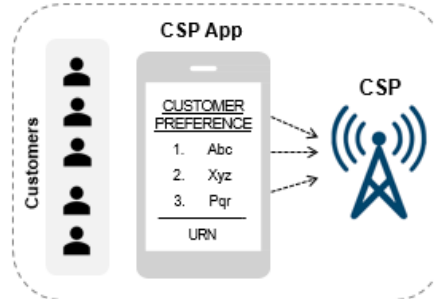 CSP App
Customers
CUSTOMER
PREFERENCE
1. Abc
2. Xyz
3. Pqr
URN
CSP